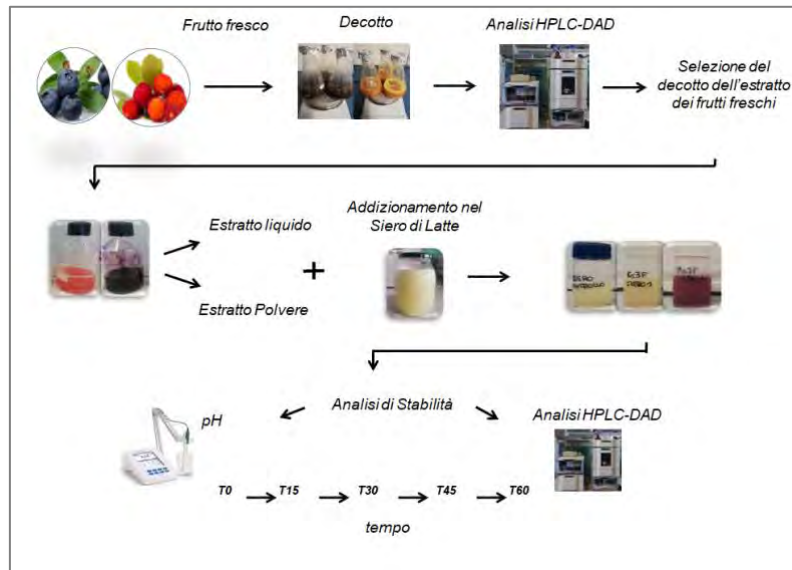 Frutto fresco
Decotto
Analisi HPLC-DAD
Selezione del
decotto dell'estratto
dei frutti freschi
Estratto liquido
Estratto Polvere
+
Addizionamento nel
Siero di Latte
Analisi di Stabilità
pH
Analisi HPLC-DAD
T0
T15
T30
T45
T60
tempo